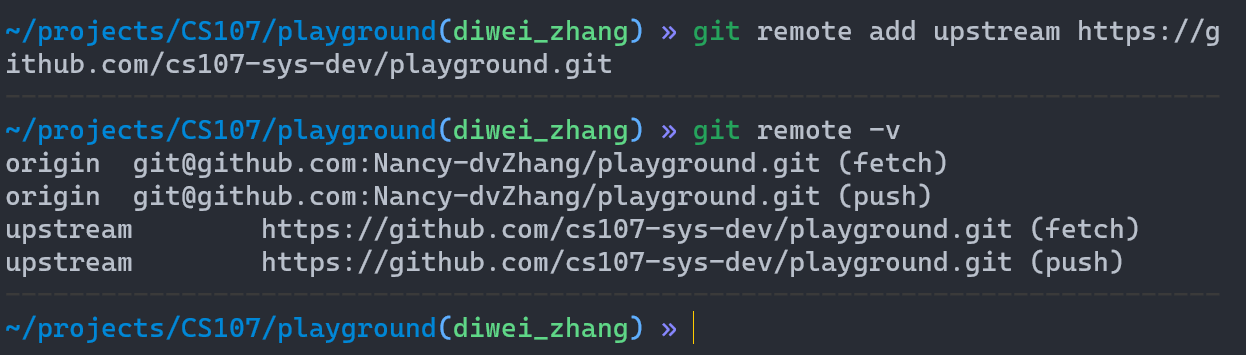 ~/projects/CS107/playground(diwei_zhang) » git remote add upstream https://g
ithub.com/cs107-sys-dev/playground.git
~/projects/CS107/playground(diwei_zhang) » git remote -v
origin  git@github.com:Nancy-dvZhang/playground.git (fetch)
origin  git@github.com:Nancy-dvZhang/playground.git (push)
upstream        https://github.com/cs107-sys-dev/playground.git (fetch)
upstream        https://github.com/cs107-sys-dev/playground.git (push)
~/projects/CS107/playground(diwei_zhang) »